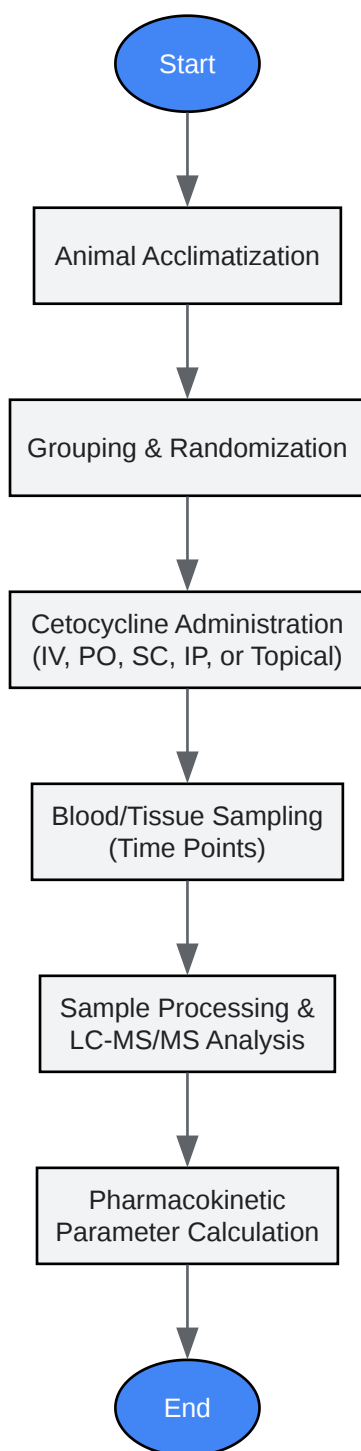 Start
Animal Acclimatization
Grouping & Randomization
Cetocycline Administration
(IV, PO, SC, IP, or Topical)
Blood/Tissue Sampling
(Time Points)
Sample Processing &
LC-MS/MS Analysis
Pharmacokinetic
Parameter Calculation
End